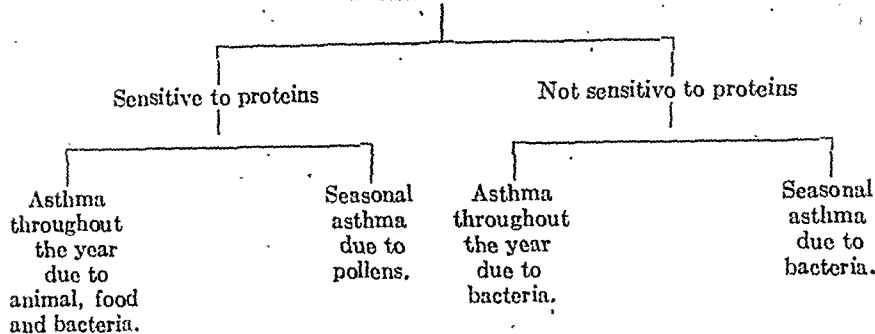 Sensitive to proteins
Not sensitive to proteins
Asthma
throughout
the year
due to
animal, food
and bacteria.
Seasonal
asthma
due to
pollens.
Asthma
throughout
the year
due to
bacteria.
Seasonal
asthma
due to
bacteria.